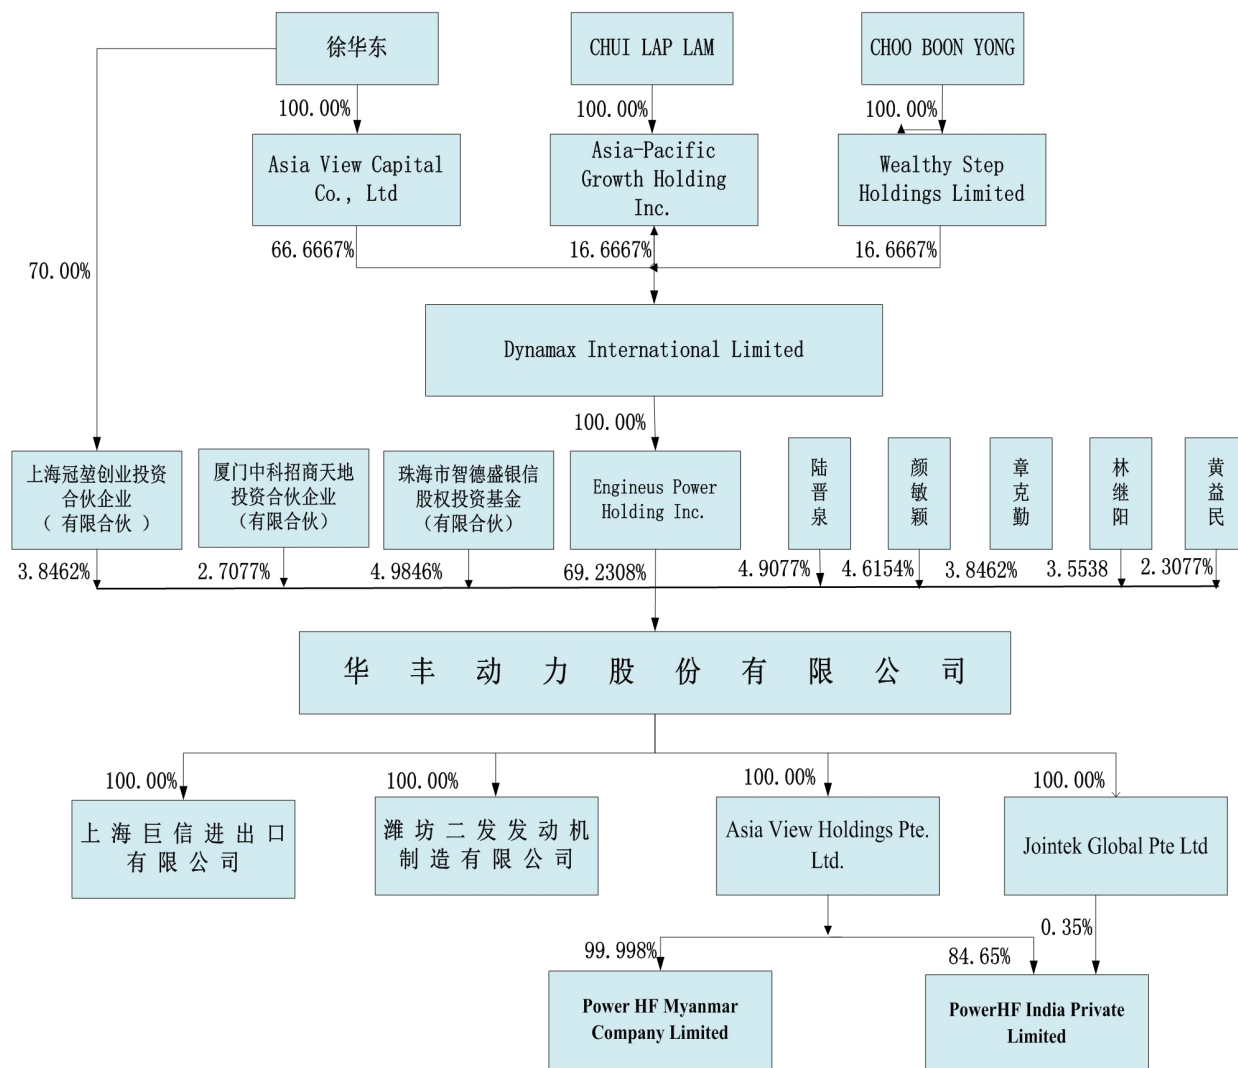 徐华东
CHUI LAP LAM
CHOO BOON YONG
100.00%
100.00%
100.00%
Asia View Capital
Co., Ltd
Asia-Pacific
Growth Holding
Inc.
Wealthy Step
Holdings Limited
70.00%
66.6667%
16.6667%
16.6667%
Dynamax International Limited
100.00%
上海冠堃创业投资
合伙企业
（ 有限合伙 ）
厦门中科招商天地
投资合伙企业
（有限合伙）
珠海市智德盛银信
股权投资基金
（有限合伙）
Engineus Power
Holding Inc.
陆
晋
泉
颜
敏
颖
章
克
勤
林
继
阳
黄
益
民
3.8462%
2.7077%
4.9846%
69.2308%
4.9077%
4.6154%
3.8462%
3.5538
2.3077%
华 丰 动 力 股 份 有 限 公 司
100.00%
100.00%
100.00%
100.00%
上 海 巨 信 进 出 口
有 限 公 司
潍 坊 二 发 发 动 机
制 造 有 限 公 司
Asia View Holdings Pte.
Ltd.
Jointek Global Pte Ltd
99.998%
84.65%
0.35%
Power HF Myanmar
Company Limited
PowerHF India Private
Limited